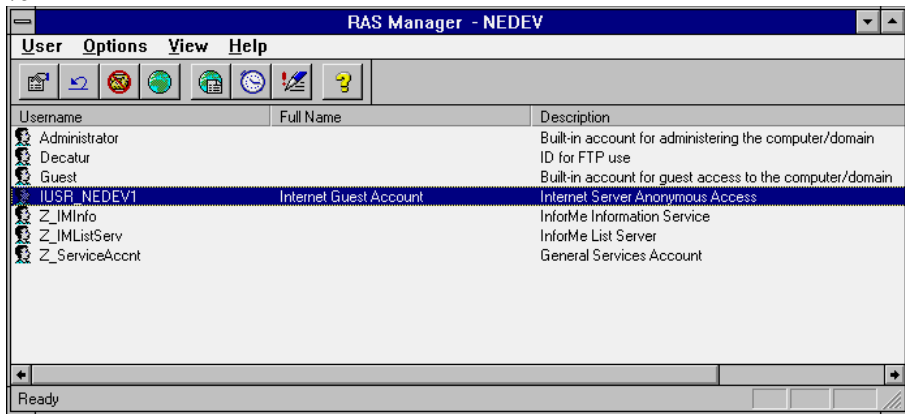 RAS Manager - NEDEV
User Options View Help
Username Full Name Description
Administrator Built-in account for administering the computer/domain
Decatur ID for FTP use
Guest Built-in account for guest access to the computer/domain
IUSR_NEDEV1 Internet Guest Account Internet Server Anonymous Access
Z_IMInfo InforMe Information Service
Z_IMListServ InforMe List Server
Z_ServiceAccnt General Services Account
Ready